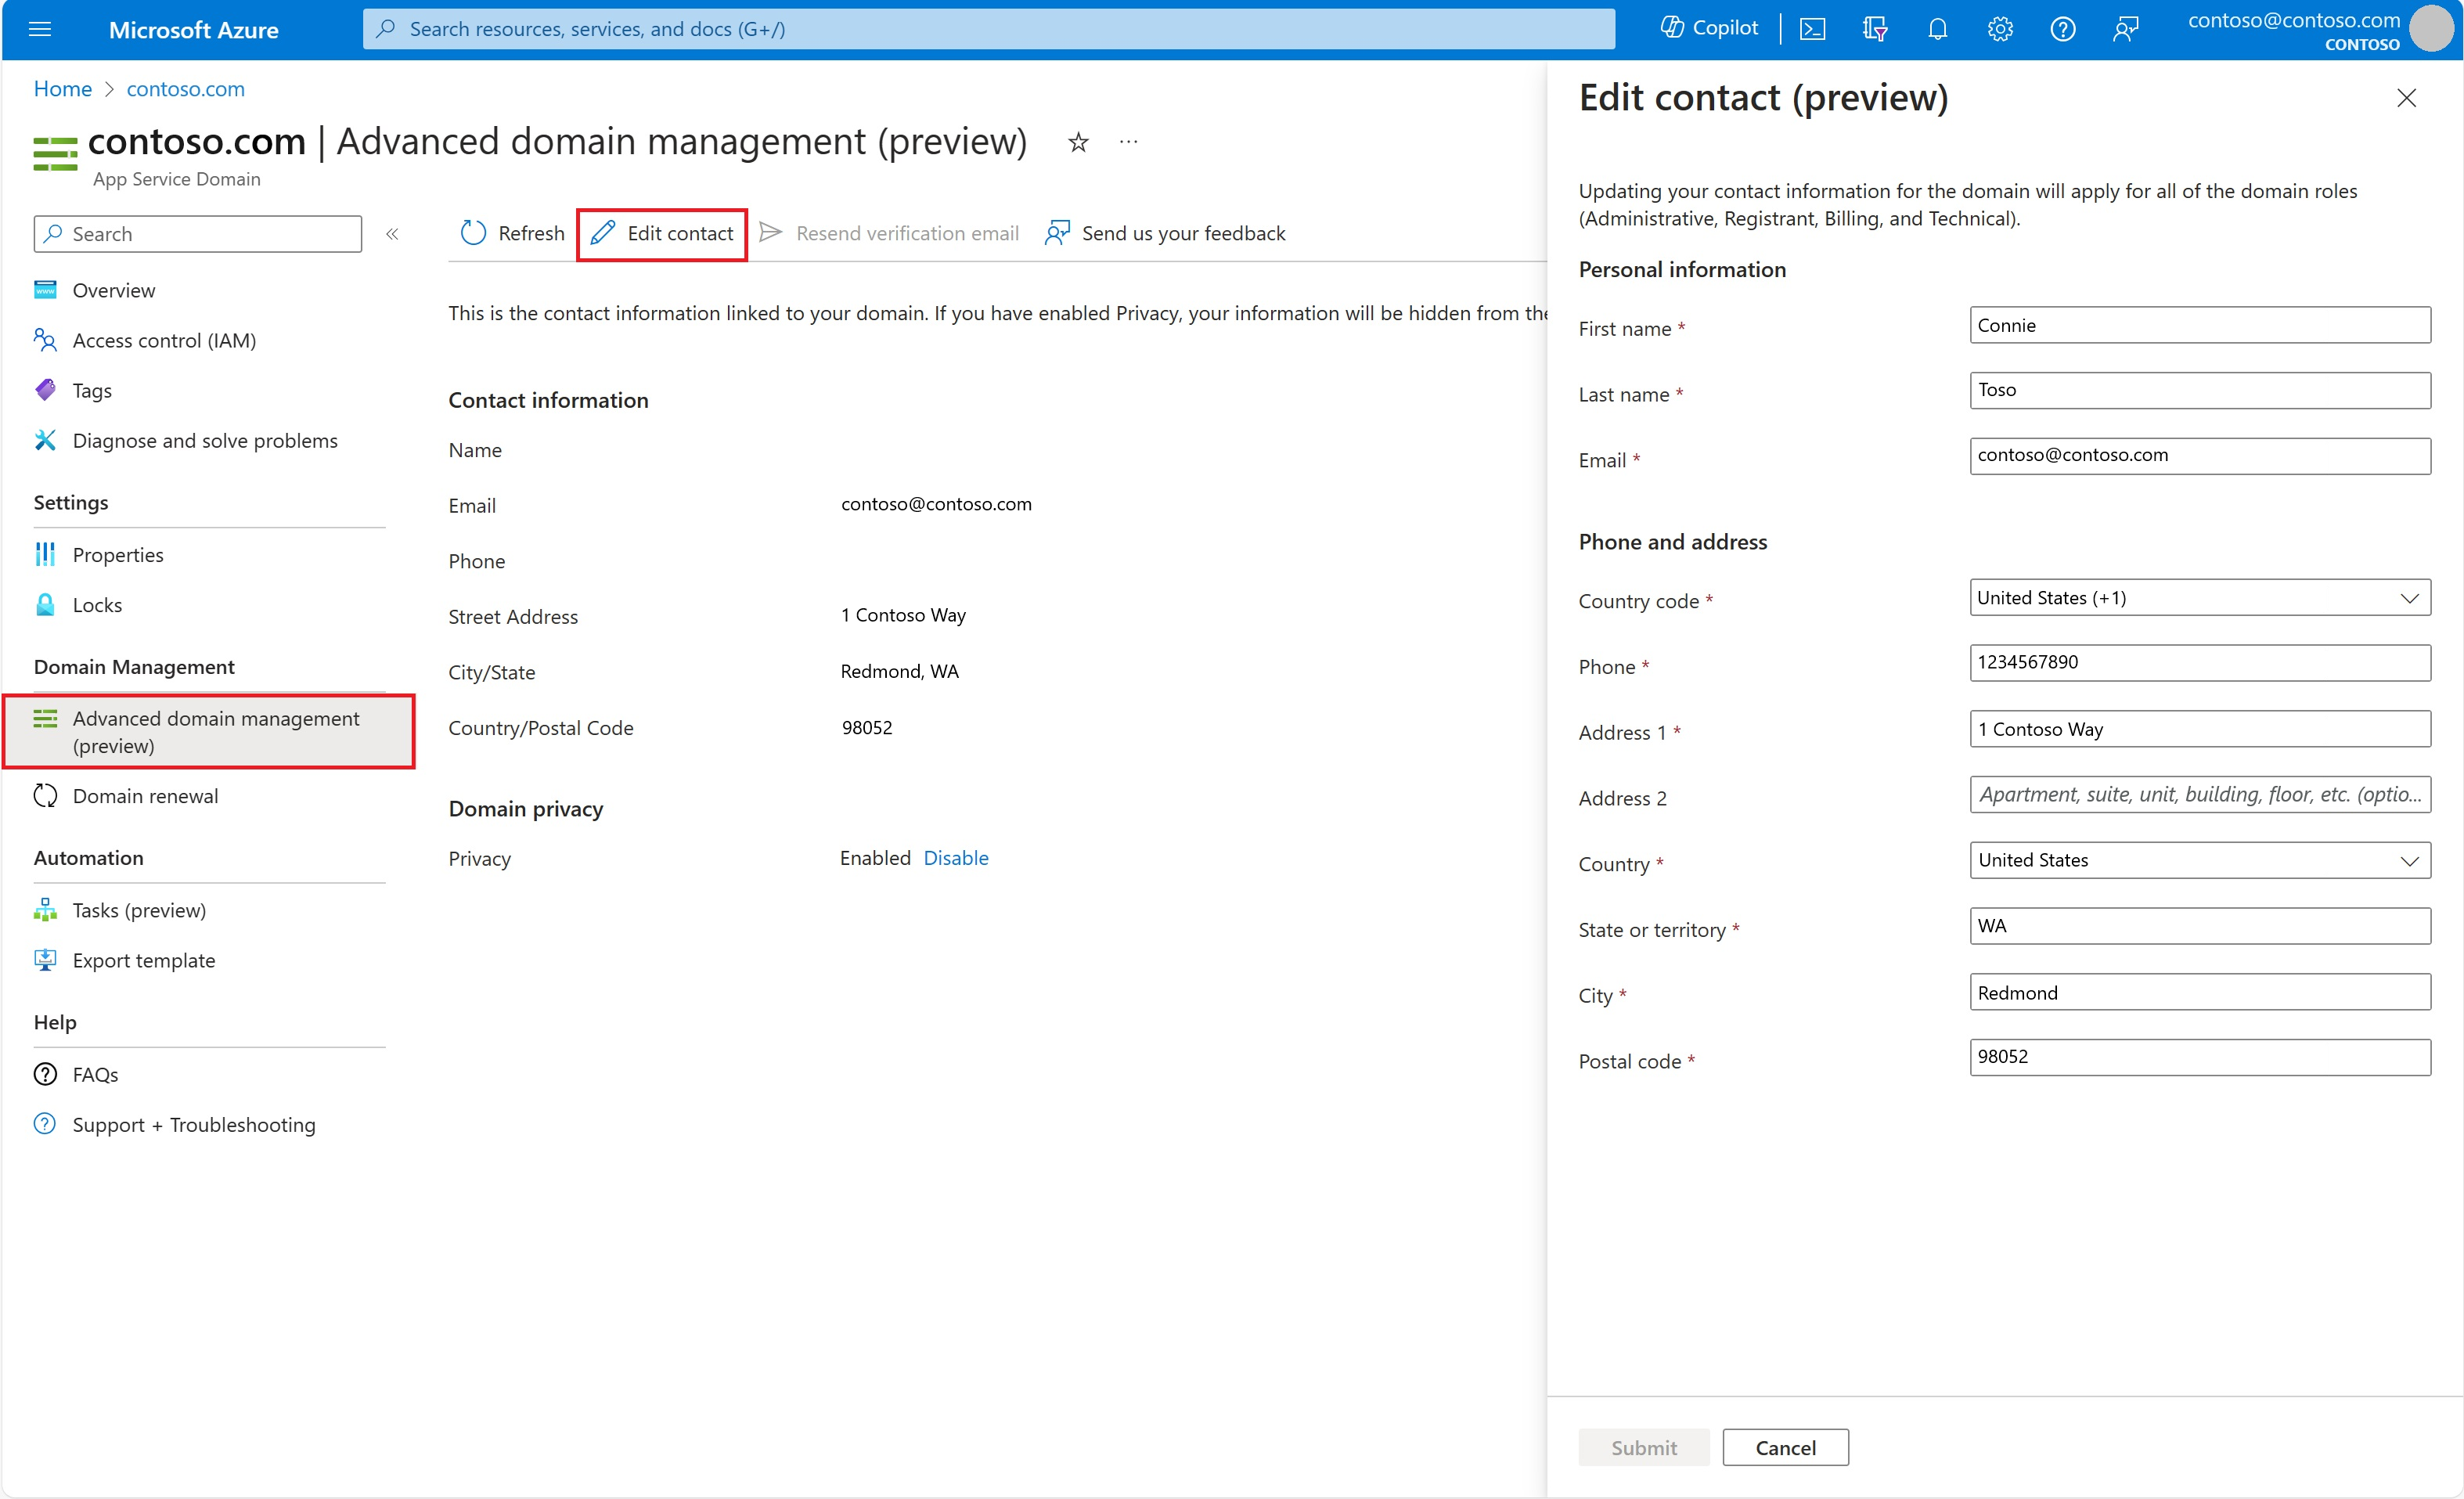 Microsoft Azure
Search resources, services, and docs (G+/)
Copilot
contoso@contoso.com
CONTOSO
Home > contoso.com
contoso.com | Advanced domain management (preview)
App Service Domain
Search
Overview
Access control (IAM)
Tags
Diagnose and solve problems
Settings
Properties
Locks
Domain Management
Advanced domain management
(preview)
Domain renewal
Automation
Tasks (preview)
Export template
Help
FAQs
Support + Troubleshooting
Refresh
Edit contact
Resend verification email
Send us your feedback
This is the contact information linked to your domain. If you have enabled Privacy, your information will be hidden from the
Contact information
Name
Email contoso@contoso.com
Phone
Street Address 1 Contoso Way
City/State Redmond, WA
Country/Postal Code 98052
Domain privacy
Privacy Enabled Disable
Edit contact (preview)
Updating your contact information for the domain will apply for all of the domain roles
(Administrative, Registrant, Billing, and Technical).
Personal information
First name * Connie
Last name * Toso
Email * contoso@contoso.com
Phone and address
Country code * United States (+1)
Phone * 1234567890
Address 1 * 1 Contoso Way
Address 2 Apartment, suite, unit, building, floor, etc. (optio...
Country * United States
State or territory * WA
City * Redmond
Postal code * 98052
Submit
Cancel